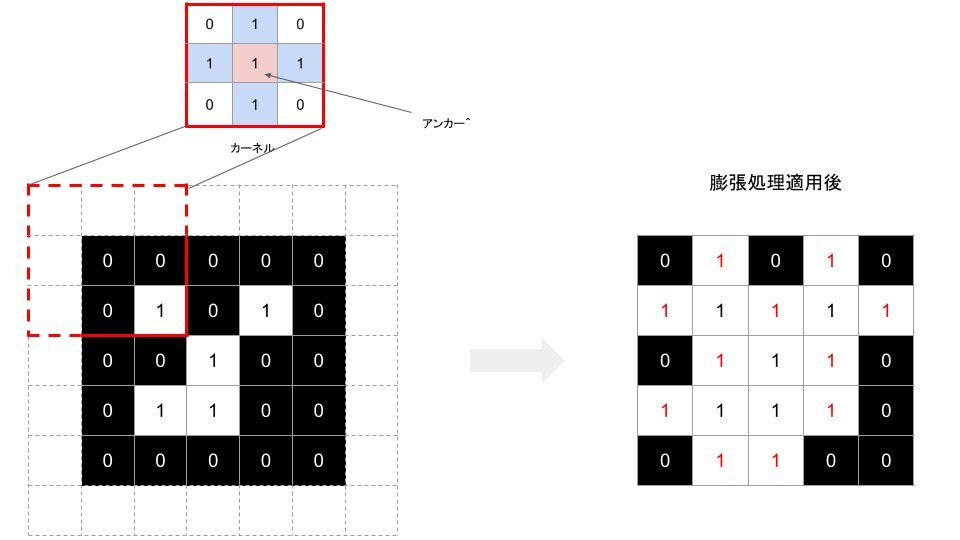 0 1 0
1 1 1
0 1 0
アンカー^
カーネル
膨張処理適用後
0 0 0 0 0
0 1 0 1 0
0 0 1 0 0
0 1 1 0 0
0 0 0 0 0
0 1 0 1 0
1 1 1 1 1
0 1 1 1 0
1 1 1 1 0
0 1 1 0 0